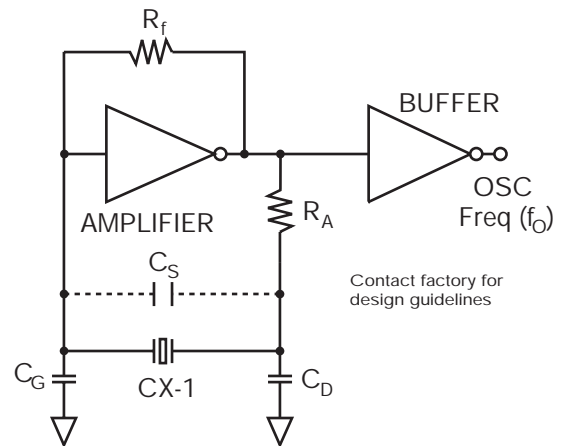 Rf
BUFFER
AMPLIFIER
RA
OSC
Freq (fO)
CS
Contact factory for
design guidelines
CG
CX-1
CD